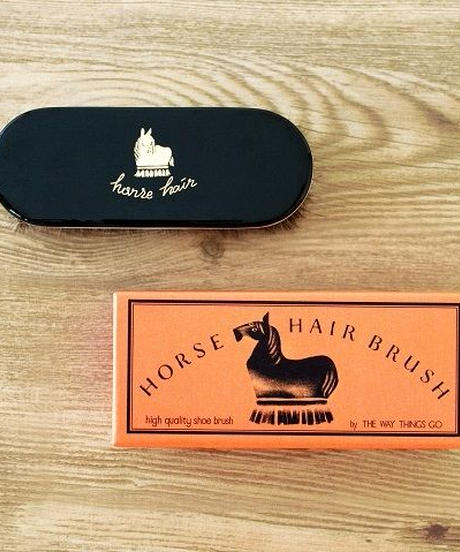 horse hair
HORSE HAIR BRUSH
high quality shoe brush
by THE WAY THINGS GO